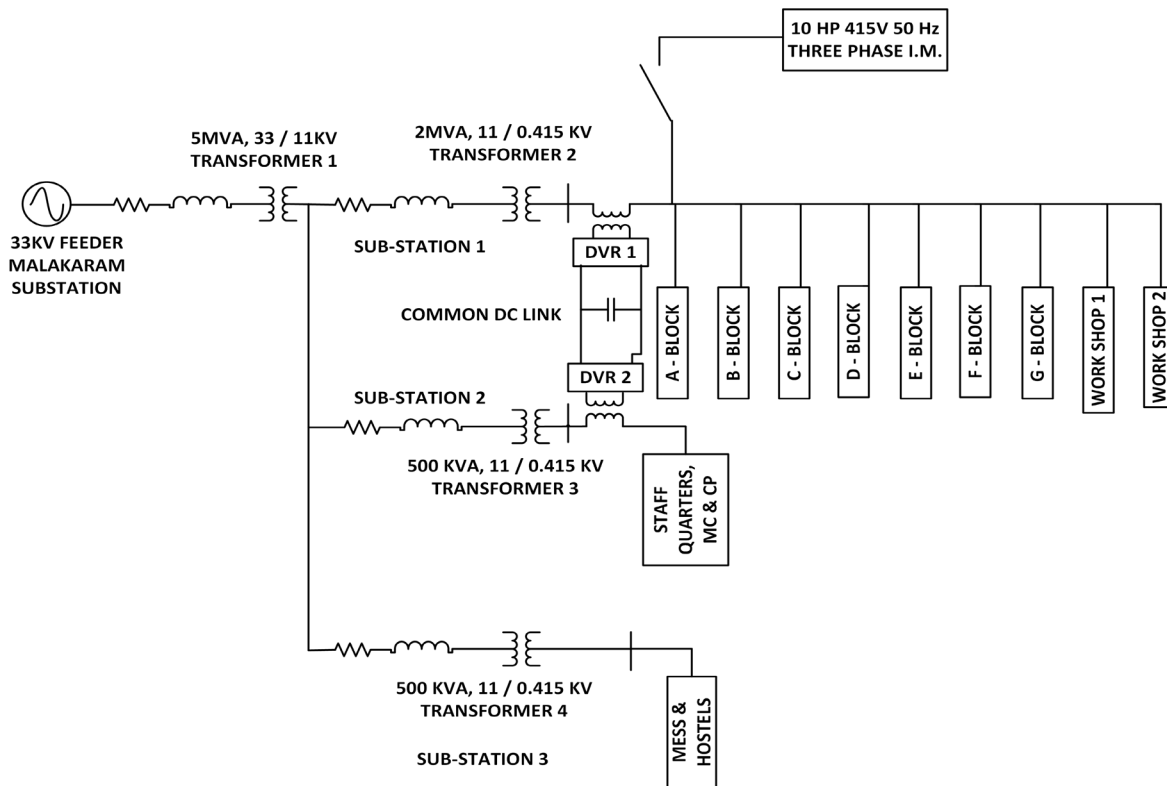 10 HP 415V 50 Hz
THREE PHASE I.M.
5MVA, 33 / 11KV
TRANSFORMER 1
2MVA, 11 / 0.415 KV
TRANSFORMER 2
33KV FEEDER
MALAKARAM
SUBSTATION
SUB-STATION 1
DVR 1
COMMON DC LINK
A - BLOCK
B - BLOCK
C - BLOCK
D - BLOCK
E - BLOCK
F - BLOCK
G - BLOCK
WORK SHOP 1
WORK SHOP 2
DVR 2
SUB-STATION 2
500 KVA, 11 / 0.415 KV
TRANSFORMER 3
STAFF
QUARTERS,
MC & CP
500 KVA, 11 / 0.415 KV
TRANSFORMER 4
MESS &
HOSTELS
SUB-STATION 3